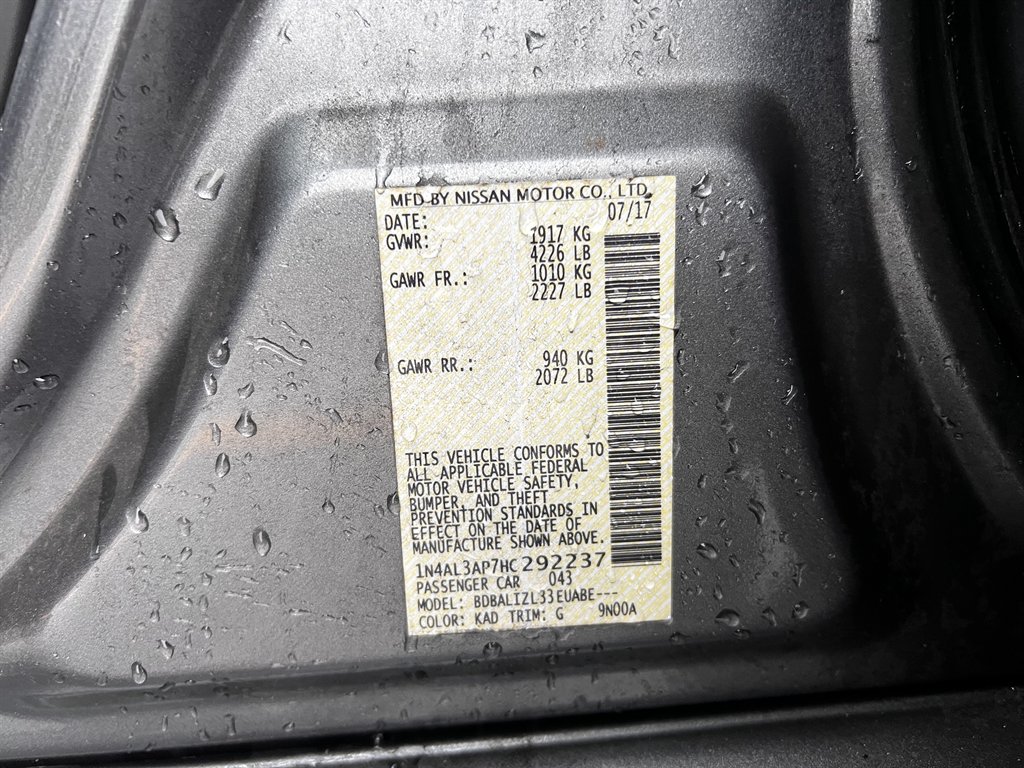 MFD BY NISSAN MOTOR CO., LTD.
DATE: 07/17
GVWR: 1917 KG
4226 LB
GAWR FR.: 1010 KG
2227 LB
GAWR RR.: 940 KG
2072 LB
THIS VEHICLE CONFORMS TO
ALL APPLICABLE FEDERAL
MOTOR VEHICLE SAFETY,
BUMPER, AND THEFT
PREVENTION STANDARDS IN
EFFECT ON THE DATE OF
MANUFACTURE SHOWN ABOVE.
1N4AL3AP7HC292237
PASSENGER CAR 043
MODEL: BDBALIZL33EUABE---
COLOR: KAD TRIM: G 9N00A